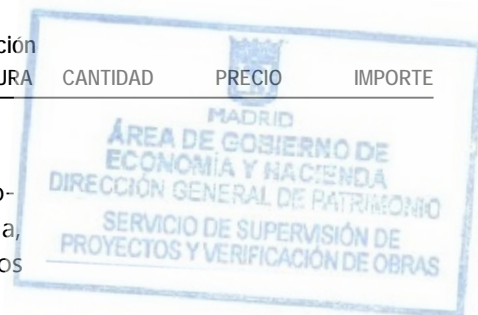 ción
URA CANTIDAD PRECIO IMPORTE
MADRID
ÁREA DE GOBIERNO DE
ECONOMÍA Y HACIENDA
DIRECCIÓN GENERAL DE PATRIMONIO
o-
SERVICIO DE SUPERVISIÓN DE
a,
PROYECTOS Y VERIFICACIÓN DE OBRAS
os